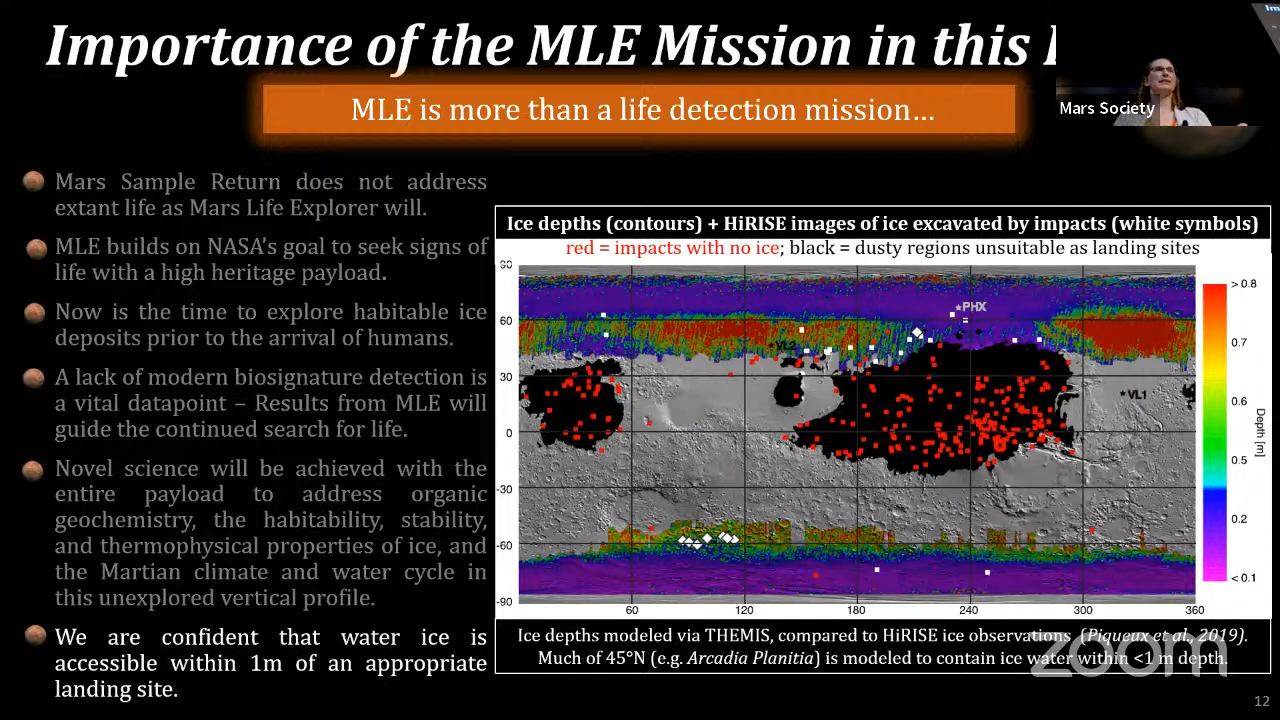 Importance of the MLE Mission in this
Im
MLE is more than a life detection mission…
Mars Society
Mars Sample Return does not address
extant life as Mars Life Explorer will.
MLE builds on NASA's goal to seek signs of
life with a high heritage payload.
Now is the time to explore habitable ice
deposits prior to the arrival of humans.
A lack of modern biosignature detection is
a vital datapoint – Results from MLE will
guide the continued search for life.
Novel science will be achieved with the
entire payload to address organic
geochemistry, the habitability, stability,
and thermophysical properties of ice, and
the Martian climate and water cycle in
this unexplored vertical profile.
We are confident that water ice is
accessible within 1m of an appropriate
landing site.
Ice depths (contours) + HiRISE images of ice excavated by impacts (white symbols)
red = impacts with no ice; black = dusty regions unsuitable as landing sites
90
60
30
0
-30
-60
-90
60
120
180
240
300
360
PHX
VL2
VL1
> 0.8
0.7
0.6
0.5
0.2
< 0.1
Depth [m]
Ice depths modeled via THEMIS, compared to HiRISE ice observations (Piqueux et al., 2019).
Much of 45°N (e.g. Arcadia Planitia) is modeled to contain ice water within <1 m depth.
zoom
12